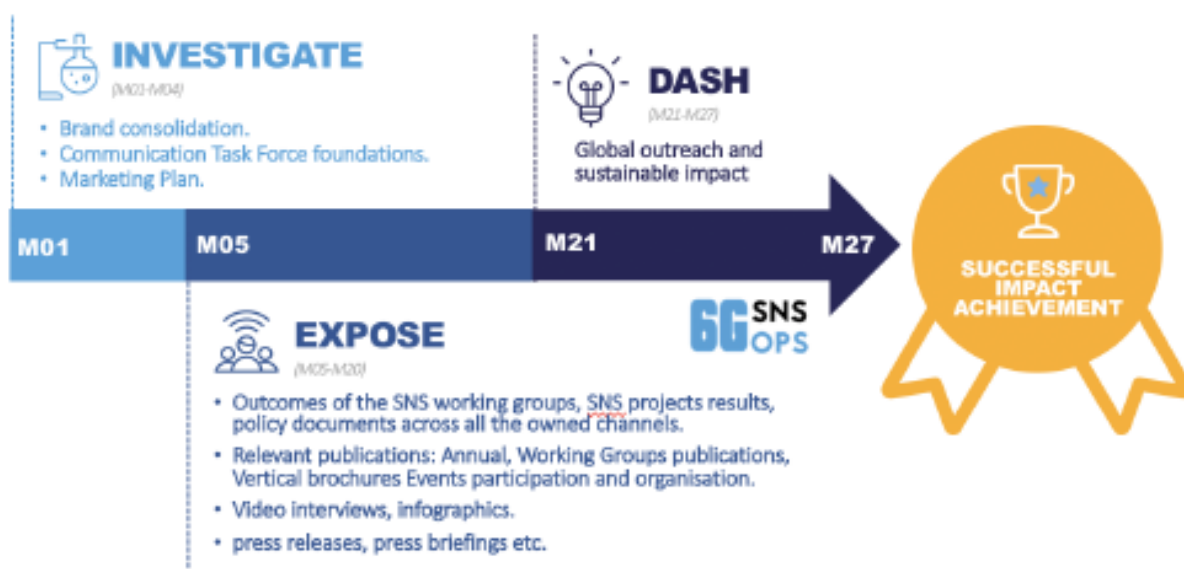 INVESTIGATE
(M01-M04)
• Brand consolidation.
• Communication Task Force foundations.
• Marketing Plan.
DASH
(M21-M27)
Global outreach and
sustainable impact
M01
M05
M21
M27
SUCCESSFUL
IMPACT
ACHIEVEMENT
6G SNS
OPS
EXPOSE
(M05-M20)
• Outcomes of the SNS working groups, SNS projects results,
policy documents across all the owned channels.
• Relevant publications: Annual, Working Groups publications,
Vertical brochures Events participation and organisation.
• Video interviews, infographics.
• press releases, press briefings etc.